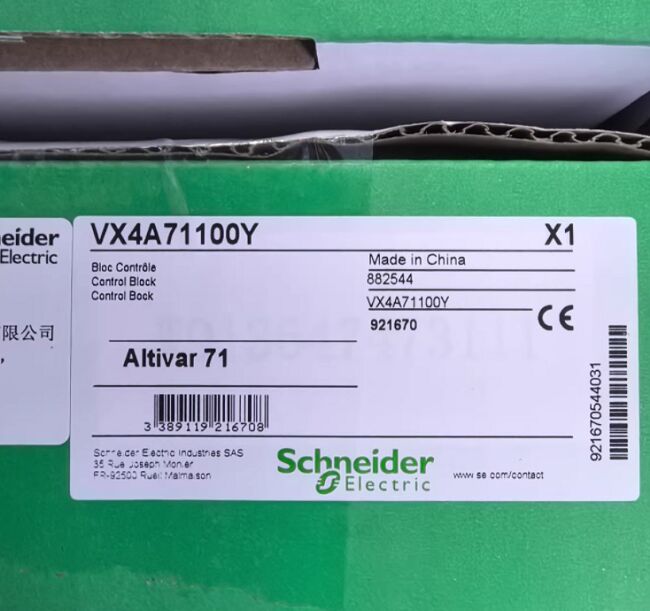 VX4A71100Y X1
Bloc Contrôle
Control Block
Control Bock
Made in China
882544
VX4A71100Y
921670
CE
Altivar 71
3 389119 216708
Schneider Electric Industries SAS
35 Rue Joseph Monier
FR-92500 Rueil Malmaison
Schneider
Electric
www.se.com/contact
921670544031
neider
Electric
有限公司